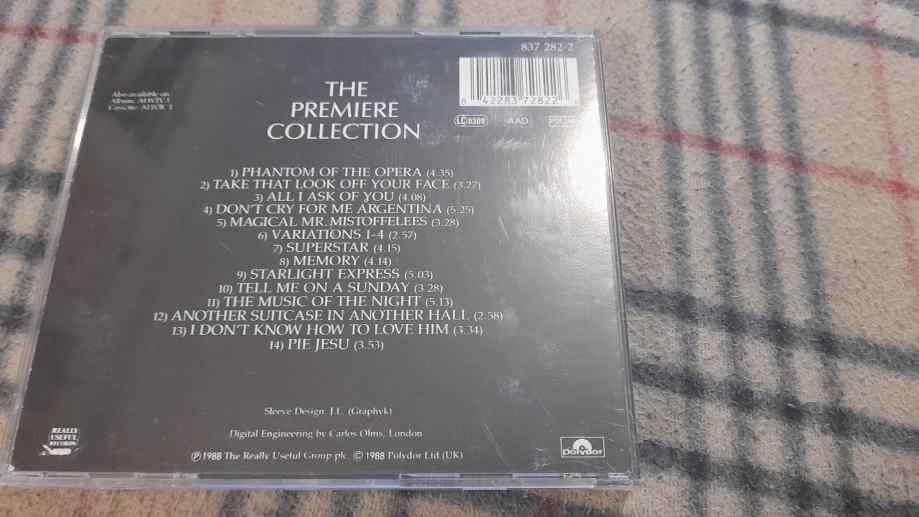 837 282-2
Also available on
Album: ALWTV 1
Cassette: ALWTC 1
0 42283 72822 8
THE
PREMIERE
COLLECTION
LC 0309
AAD
1) PHANTOM OF THE OPERA (4.35)
2) TAKE THAT LOOK OFF YOUR FACE (3.27)
3) ALL I ASK OF YOU (4.08)
4) DON'T CRY FOR ME ARGENTINA (5.25)
5) MAGICAL MR. MISTOFFELEES (3.28)
6) VARIATIONS 1-4 (2.57)
7) SUPERSTAR (4.15)
8) MEMORY (4.14)
9) STARLIGHT EXPRESS (5.03)
10) TELL ME ON A SUNDAY (3.28)
11) THE MUSIC OF THE NIGHT (5.13)
12) ANOTHER SUITCASE IN ANOTHER HALL (2.58)
13) I DON'T KNOW HOW TO LOVE HIM (3.34)
14) PIE JESU (3.53)
Sleeve Design: J.L. (Graphyk)
Digital Engineering by Carlos Olms, London.
REALLY
USEFUL
RECORDS
℗1988 The Really Useful Group plc. © 1988 Polydor Ltd (UK)
Polydor